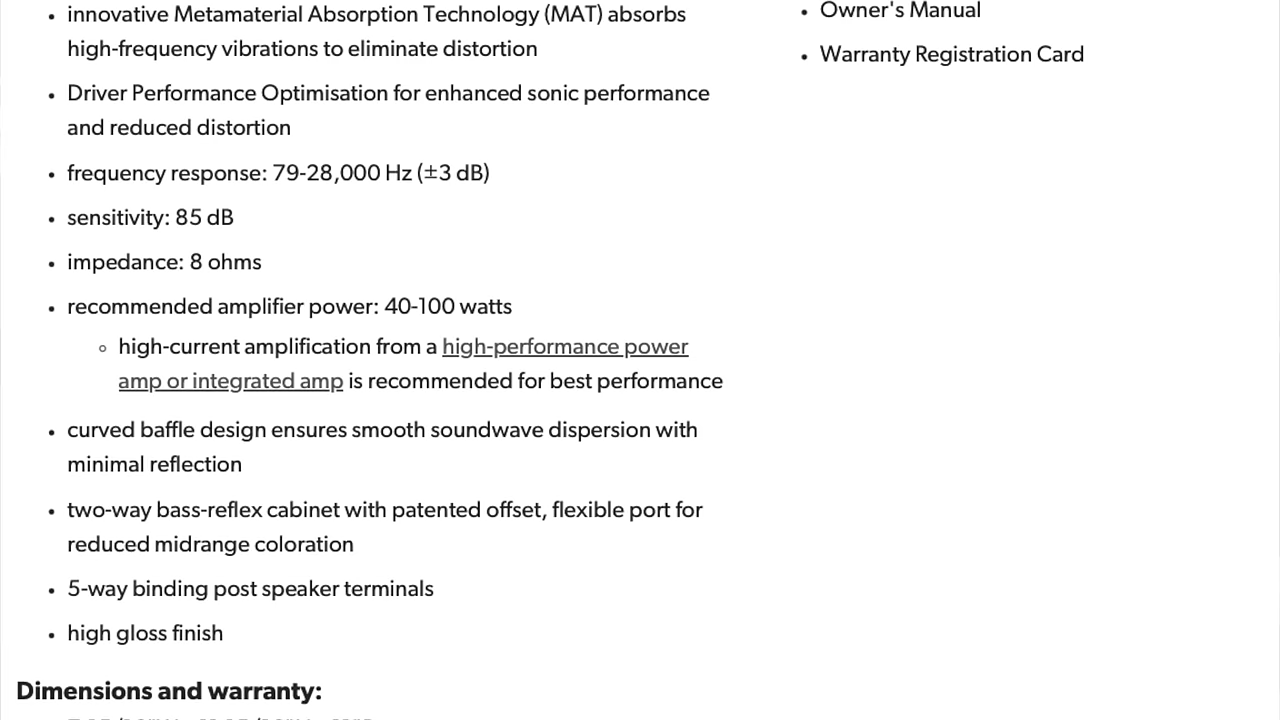 innovative Metamaterial Absorption Technology (MAT) absorbs
high-frequency vibrations to eliminate distortion
Driver Performance Optimisation for enhanced sonic performance
and reduced distortion
frequency response: 79-28,000 Hz (±3 dB)
sensitivity: 85 dB
impedance: 8 ohms
recommended amplifier power: 40-100 watts
high-current amplification from a high-performance power
amp or integrated amp is recommended for best performance
curved baffle design ensures smooth soundwave dispersion with
minimal reflection
two-way bass-reflex cabinet with patented offset, flexible port for
reduced midrange coloration
5-way binding post speaker terminals
high gloss finish
Dimensions and warranty:
Owner's Manual
Warranty Registration Card